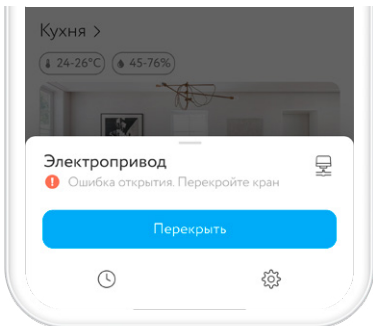 Кухня >
24-26°C 45-76%
Электропривод
Ошибка открытия. Перекройте кран
Перекрыть